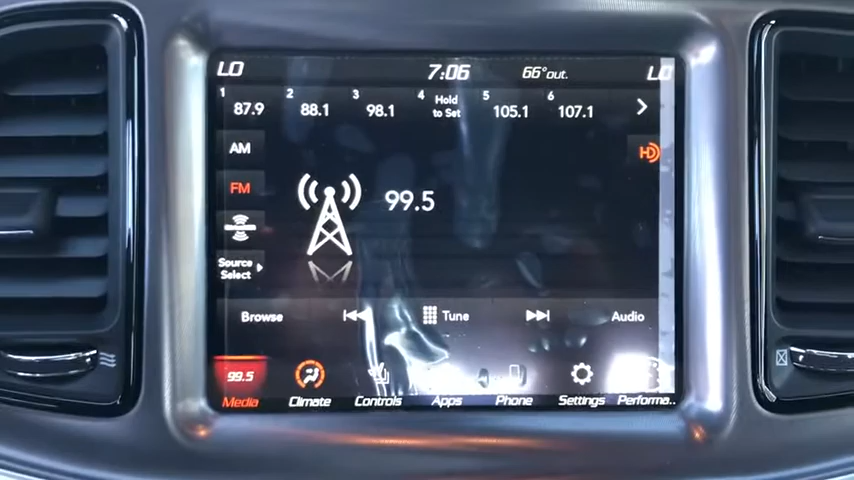 LO 7:06 66°out. LO
1 87.9 2 88.1 3 98.1 4 Hold to Set 5 105.1 6 107.1
AM
HD
FM
99.5
Source
Select
Browse Tune Audio
99.5
Media Climate Controls Apps Phone Settings Performa..